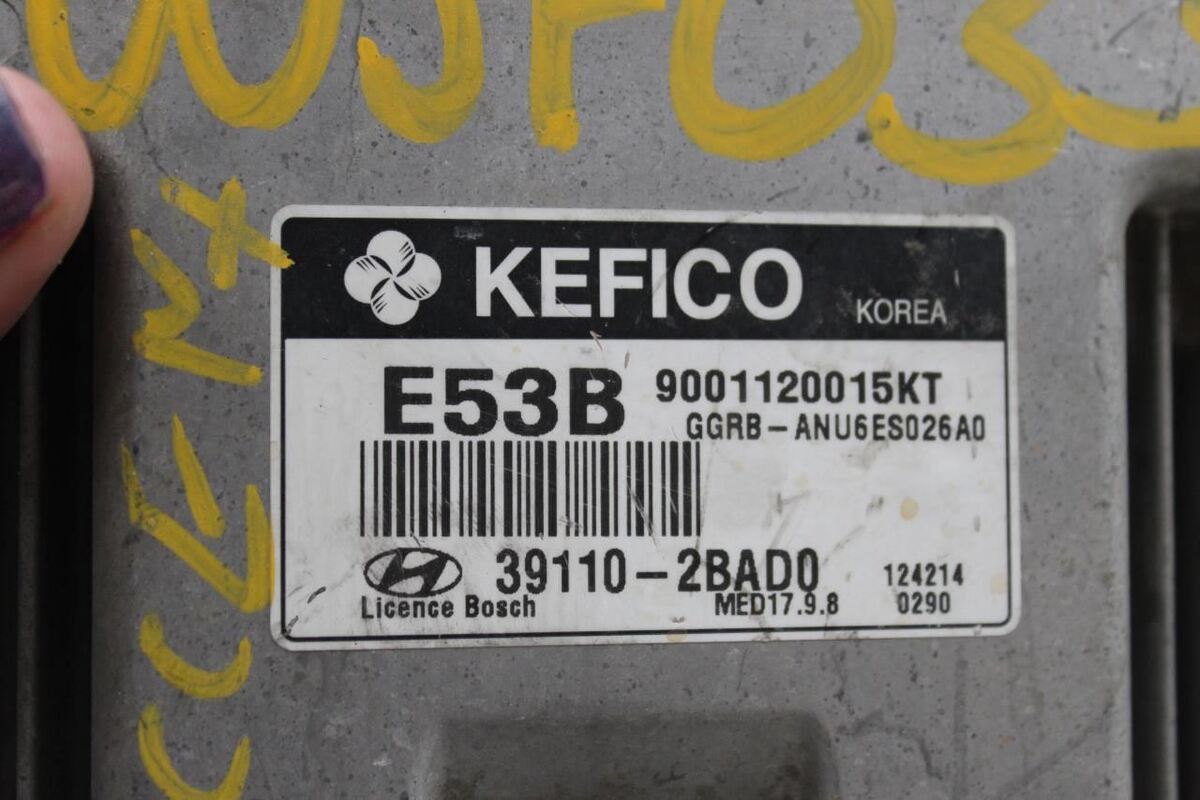 KEFICO KOREA
E53B 9001120015KT
GGRB-ANU6ES026A0
39110-2BAD0 124214
Licence Bosch MED17.9.8 0290